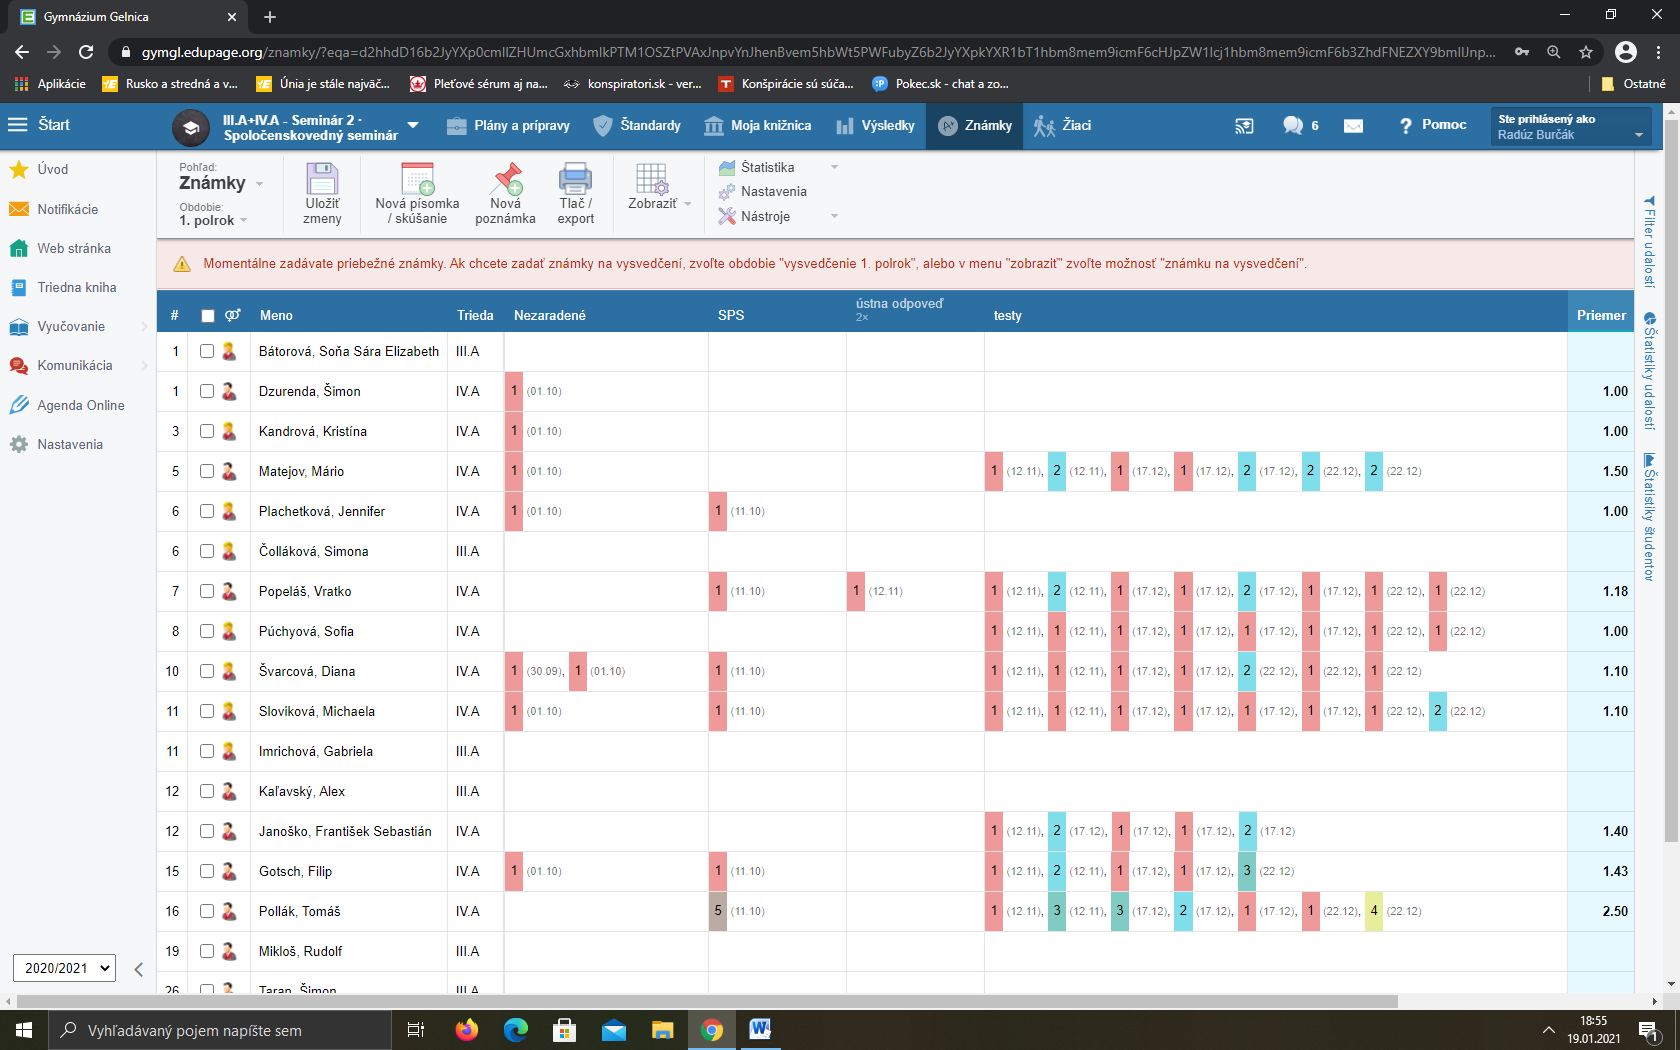 Gymnázium Gelnica
gymgl.edupage.org
Aplikácie
Rusko a stredná a v...
Únia je stále najväč...
Pleťové sérum aj na...
konspiratori.sk - ver...
Konšpirácie sú súča...
Pokec.sk - chat a zo...
Ostatné
Štart
III.A+IV.A - Seminár 2 ·
Spoločenskovedný seminár
Plány a prípravy
Štandardy
Moja knižnica
Výsledky
Známky
Žiaci
6
? Pomoc
Ste prihlásený ako
Radúz Burčák
Úvod
Notifikácie
Web stránka
Triedna kniha
Vyučovanie
Komunikácia
Agenda Online
Nastavenia
2020/2021
Pohľad:
Známky
Obdobie:
1. polrok
Uložiť
zmeny
Nová písomka
/ skúšanie
Nová
poznámka
Tlač /
export
Zobraziť
Štatistika
Nastavenia
Nástroje
Momentálne zadávate priebežné známky. Ak chcete zadať známky na vysvedčení, zvoľte obdobie "vysvedčenie 1. polrok", alebo v menu "zobraziť" zvoľte možnosť "známku na vysvedčení".
# Meno Trieda Nezaradené SPS ústna odpoveď 2× testy Priemer
1 Bátorová, Soňa Sára Elizabeth III.A
1 Dzurenda, Šimon IV.A 1 (01.10) 1.00
3 Kandrová, Kristína IV.A 1 (01.10) 1.00
5 Matejov, Mário IV.A 1 (01.10) 1 (12.11), 2 (12.11), 1 (17.12), 1 (17.12), 2 (17.12), 2 (22.12), 2 (22.12) 1.50
6 Plachetková, Jennifer IV.A 1 (01.10) 1 (11.10) 1.00
6 Čolláková, Simona III.A
7 Popeláš, Vratko IV.A 1 (11.10) 1 (12.11) 1 (12.11), 2 (12.11), 1 (17.12), 1 (17.12), 2 (17.12), 1 (17.12), 1 (22.12), 1 (22.12) 1.18
8 Púchyová, Sofia IV.A 1 (12.11), 1 (12.11), 1 (17.12), 1 (17.12), 1 (17.12), 1 (17.12), 1 (22.12), 1 (22.12) 1.00
10 Švarcová, Diana IV.A 1 (30.09), 1 (01.10) 1 (11.10) 1 (12.11), 1 (12.11), 1 (17.12), 1 (17.12), 2 (22.12), 1 (22.12), 1 (22.12) 1.10
11 Sloviková, Michaela IV.A 1 (01.10) 1 (11.10) 1 (12.11), 1 (12.11), 1 (17.12), 1 (17.12), 1 (17.12), 1 (17.12), 1 (22.12), 2 (22.12) 1.10
11 Imrichová, Gabriela III.A
12 Kaľavský, Alex III.A
12 Janoško, František Sebastián IV.A 1 (12.11), 2 (17.12), 1 (17.12), 1 (17.12), 2 (17.12) 1.40
15 Gotsch, Filip IV.A 1 (01.10) 1 (11.10) 1 (12.11), 2 (12.11), 1 (17.12), 1 (17.12), 3 (22.12) 1.43
16 Pollák, Tomáš IV.A 5 (11.10) 1 (12.11), 3 (12.11), 3 (17.12), 2 (17.12), 1 (17.12), 1 (22.12), 4 (22.12) 2.50
19 Mikloš, Rudolf III.A
26 Taran, Šimon III.A
Filter udalostí
Štatistiky udalostí
Štatistiky študentov
Vyhľadávaný pojem napíšte sem
18:55
19.01.2021
1